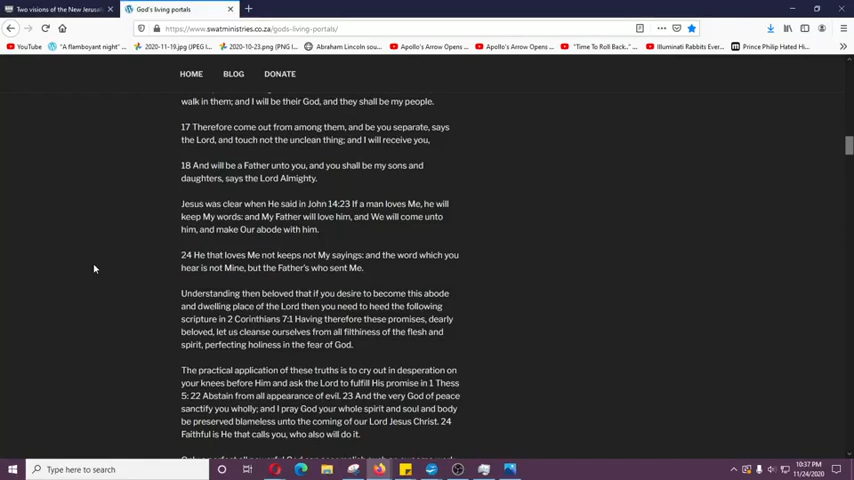 Two visions of the New Jerusal
God's living portals
https://www.swatministries.co.za/gods-living-portals/
YouTube
"A flamboyant night"
2020-11-19.jpg (JPEG I
2020-10-23.png (PNG I
Abraham Lincoln sou
Apollo's Arrow Opens
Apollo's Arrow Opens
"Time To Roll Back."
Illuminati Rabbits Ever
Prince Philip Hated Hi
HOME
BLOG
DONATE
walk in them; and I will be their God, and they shall be my people.
17 Therefore come out from among them, and be you separate, says
the Lord, and touch not the unclean thing; and I will receive you,
18 And will be a Father unto you, and you shall be my sons and
daughters, says the Lord Almighty.
Jesus was clear when He said in John 14:23 If a man loves Me, he will
keep My words: and My Father will love him, and We will come unto
him, and make Our abode with him.
24 He that loves Me not keeps not My sayings: and the word which you
hear is not Mine, but the Father's who sent Me.
Understanding then beloved that if you desire to become this abode
and dwelling place of the Lord then you need to heed the following
scripture in 2 Corinthians 7:1 Having therefore these promises, dearly
beloved, let us cleanse ourselves from all filthiness of the flesh and
spirit, perfecting holiness in the fear of God.
The practical application of these truths is to cry out in desperation on
your knees before Him and ask the Lord to fulfill His promise in 1 Thess
5: 22 Abstain from all appearance of evil. 23 And the very God of peace
sanctify you wholly; and I pray God your whole spirit and soul and body
be preserved blameless unto the coming of our Lord Jesus Christ. 24
Faithful is He that calls you, who also will do it.
Type here to search
10:37 PM
11/24/2020